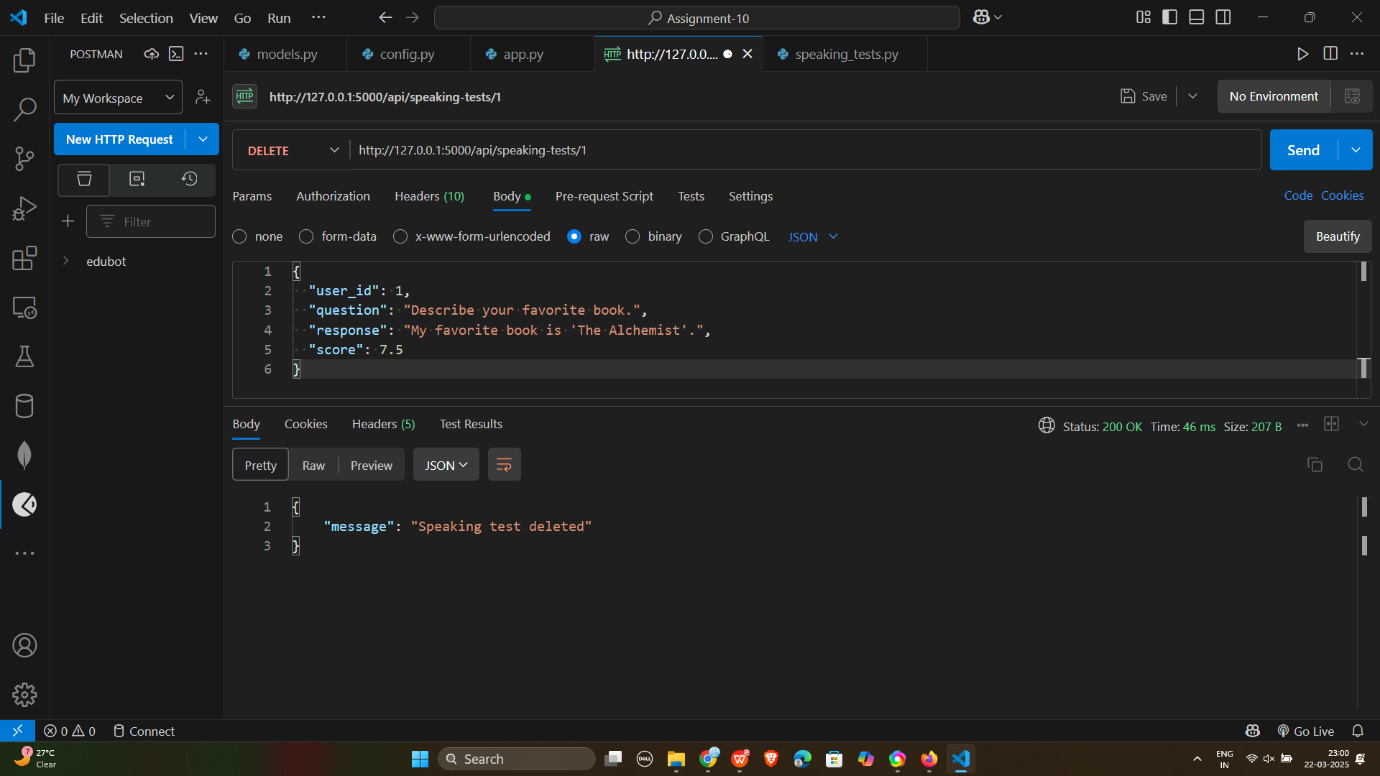 File Edit Selection View Go Run ··· Assignment-10
POSTMAN ··· models.py config.py app.py HTTP http://127.0.0.... speaking_tests.py ···
My Workspace HTTP http://127.0.0.1:5000/api/speaking-tests/1 Save No Environment
New HTTP Request DELETE http://127.0.0.1:5000/api/speaking-tests/1 Send
Params Authorization Headers (10) Body Pre-request Script Tests Settings Code Cookies
Filter
none form-data x-www-form-urlencoded raw binary GraphQL JSON Beautify
edubot
1 {
2 "user_id": 1,
3 "question": "Describe your favorite book.",
4 "response": "My favorite book is 'The Alchemist'.",
5 "score": 7.5
6 }
Body Cookies Headers (5) Test Results Status: 200 OK Time: 46 ms Size: 207 B ···
Pretty Raw Preview JSON
1 {
2 "message": "Speaking test deleted"
3 }
0 0 Connect Go Live
7 27°C
Clear
Search
DELL
ENG
IN
23:00
22-03-2025